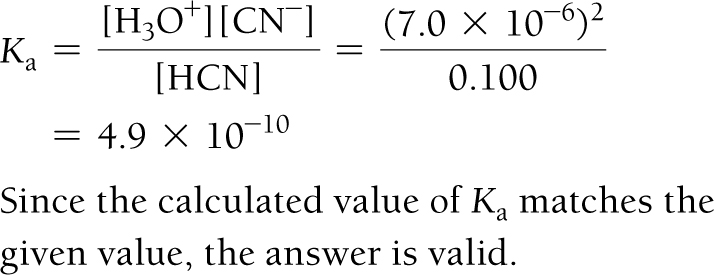 Kₐ = [H₃O⁺][CN⁻] / [HCN] = (7.0 × 10⁻⁶)² / 0.100
= 4.9 × 10⁻¹⁰
Since the calculated value of Kₐ matches the
given value, the answer is valid.